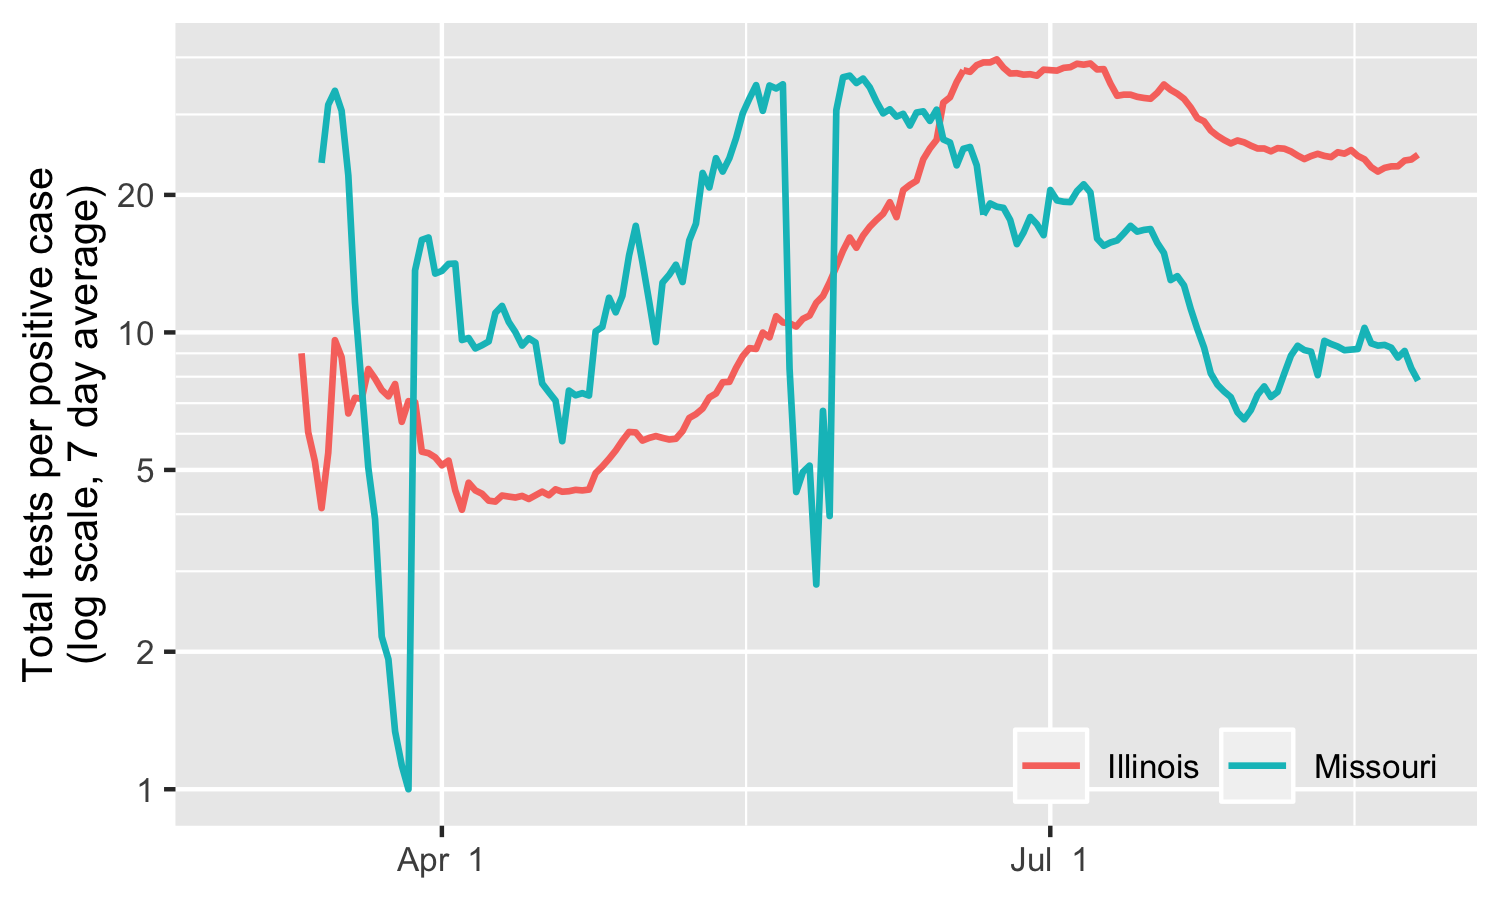 Total tests per positive case
(log scale, 7 day average)
20
10
5
2
1
Apr 1
Jul 1
Illinois
Missouri